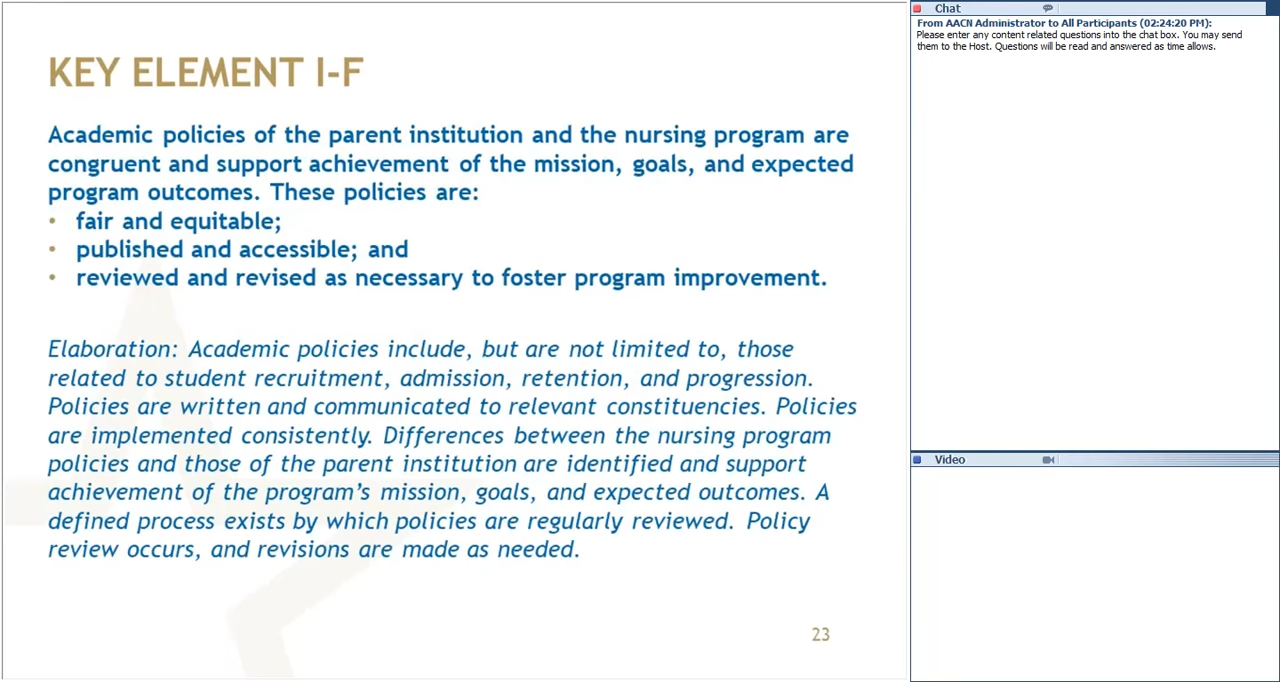 KEY ELEMENT I-F
Academic policies of the parent institution and the nursing program are
congruent and support achievement of the mission, goals, and expected
program outcomes. These policies are:
• fair and equitable;
• published and accessible; and
• reviewed and revised as necessary to foster program improvement.
Elaboration: Academic policies include, but are not limited to, those
related to student recruitment, admission, retention, and progression.
Policies are written and communicated to relevant constituencies. Policies
are implemented consistently. Differences between the nursing program
policies and those of the parent institution are identified and support
achievement of the program's mission, goals, and expected outcomes. A
defined process exists by which policies are regularly reviewed. Policy
review occurs, and revisions are made as needed.
23
Chat
From AACN Administrator to All Participants (02:24:20 PM):
Please enter any content related questions into the chat box. You may send
them to the Host. Questions will be read and answered as time allows.
Video